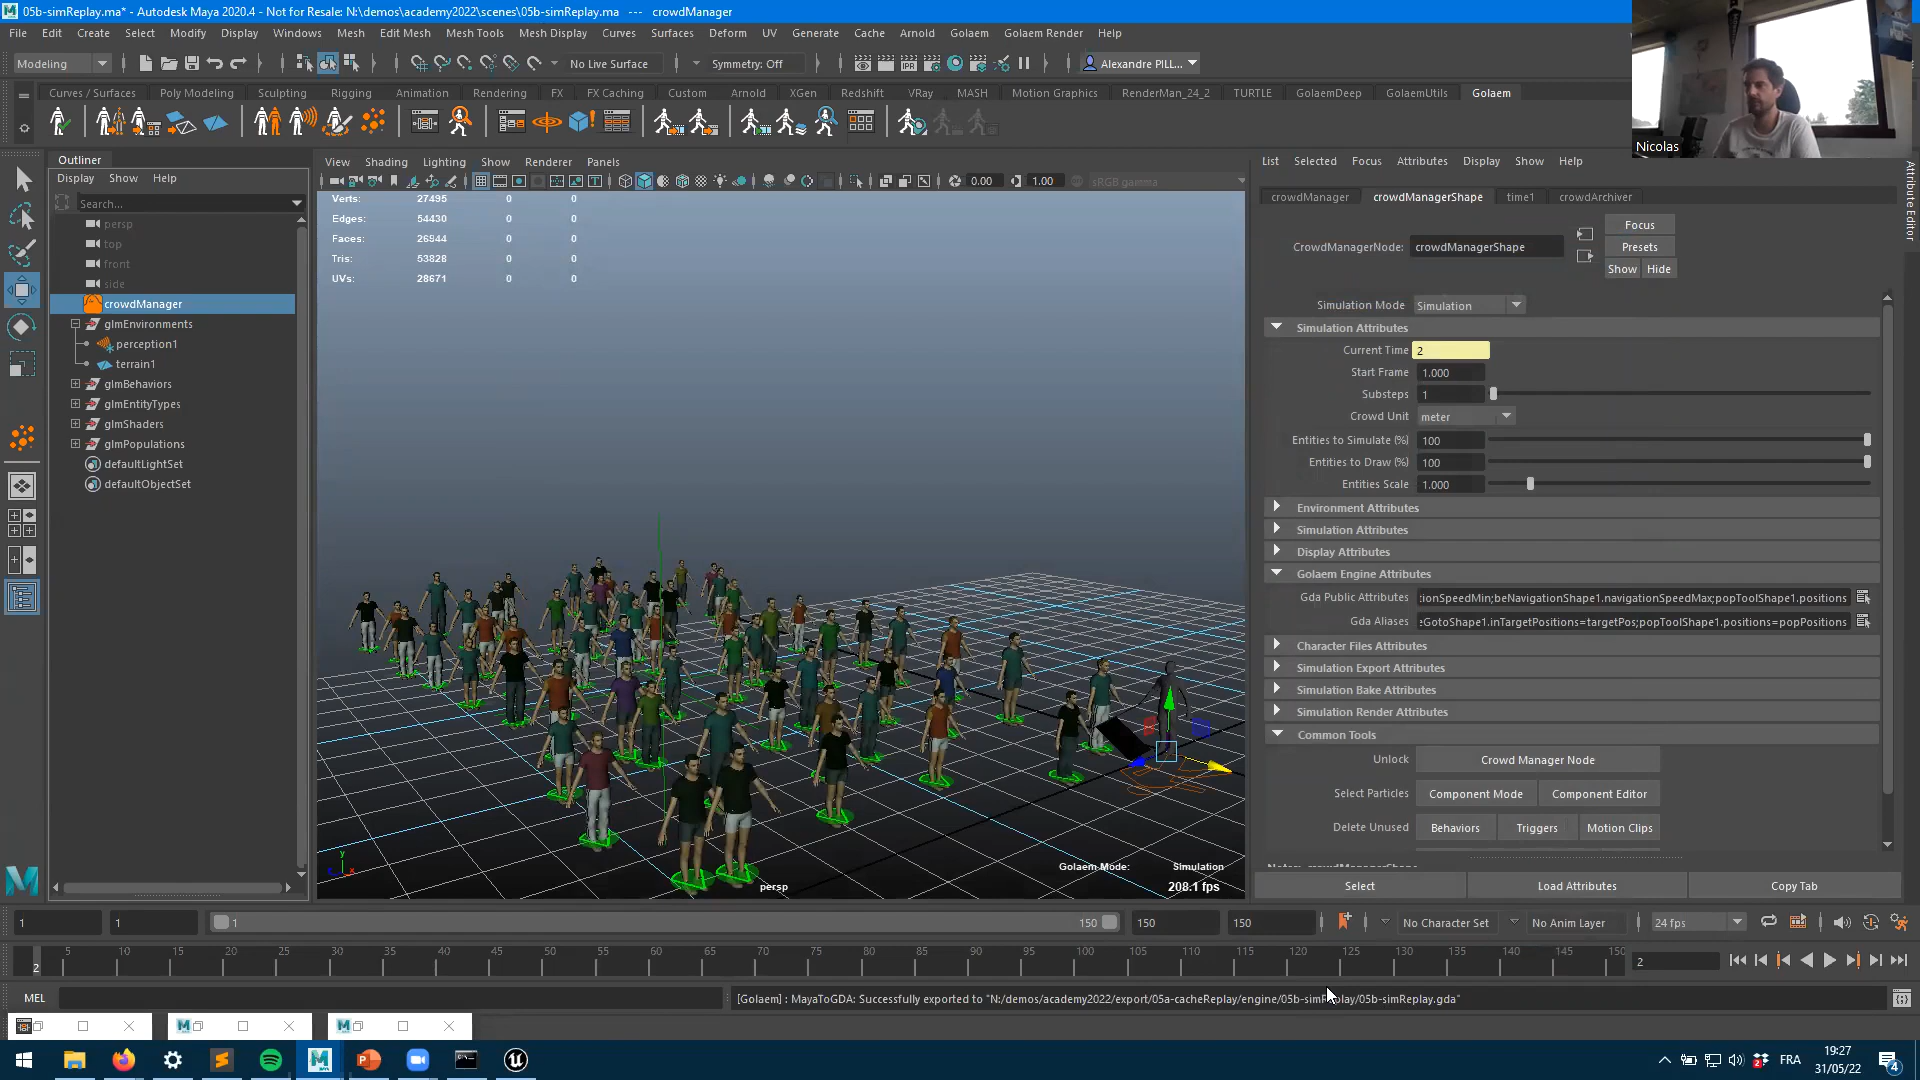 05b-simReplay.ma* - Autodesk Maya 2020.4 - Not for Resale: N:\demos\academy2022\scenes\05b-simReplay.ma --- crowdManager
File Edit Create Select Modify Display Windows Mesh Edit Mesh Mesh Tools Mesh Display Curves Surfaces Deform UV Generate Cache Arnold Golaem Golaem Render Help
Modeling No Live Surface Symmetry: Off Alexandre PILL...
Curves / Surfaces Poly Modeling Sculpting Rigging Animation Rendering FX FX Caching Custom Arnold XGen Redshift VRay MASH Motion Graphics RenderMan_24_2 TURTLE GolaemDeep GolaemUtils Golaem
Nicolas
Outliner
Display Show Help
Search...
persp
top
front
side
crowdManager
glmEnvironments
perception1
terrain1
glmBehaviors
glmEntityTypes
glmShaders
glmPopulations
defaultLightSet
defaultObjectSet
View Shading Lighting Show Renderer Panels
0.00 1.00 sRGB gamma
Verts: 27495 0 0
Edges: 54430 0 0
Faces: 26944 0 0
Tris: 53828 0 0
UVs: 28671 0 0
Golaem Mode: Simulation
persp
208.1 fps
List Selected Focus Attributes Display Show Help
crowdManager crowdManagerShape time1 crowdArchiver
Attribute Editor
Focus
CrowdManagerNode: crowdManagerShape Presets
Show Hide
Simulation Mode Simulation
Simulation Attributes
Current Time 2
Start Frame 1.000
Substeps 1
Crowd Unit meter
Entities to Simulate (%) 100
Entities to Draw (%) 100
Entities Scale 1.000
Environment Attributes
Simulation Attributes
Display Attributes
Golaem Engine Attributes
Gda Public Attributes :ionSpeedMin;beNavigationShape1.navigationSpeedMax;popToolShape1.positions
Gda Aliases :GotoShape1.inTargetPositions=targetPos;popToolShape1.positions=popPositions
Character Files Attributes
Simulation Export Attributes
Simulation Bake Attributes
Simulation Render Attributes
Common Tools
Unlock Crowd Manager Node
Select Particles Component Mode Component Editor
Delete Unused Behaviors Triggers Motion Clips
Select Load Attributes Copy Tab
1 1 1 150 150 150 No Character Set No Anim Layer 24 fps
2 5 10 15 20 25 30 35 40 45 50 55 60 65 70 75 80 85 90 95 100 105 110 115 120 125 130 135 140 145 150 2
MEL [Golaem] : MayaToGDA: Successfully exported to "N:/demos/academy2022/export/05a-cacheReplay/engine/05b-simReplay/05b-simReplay.gda"
FRA
19:27
31/05/22
4